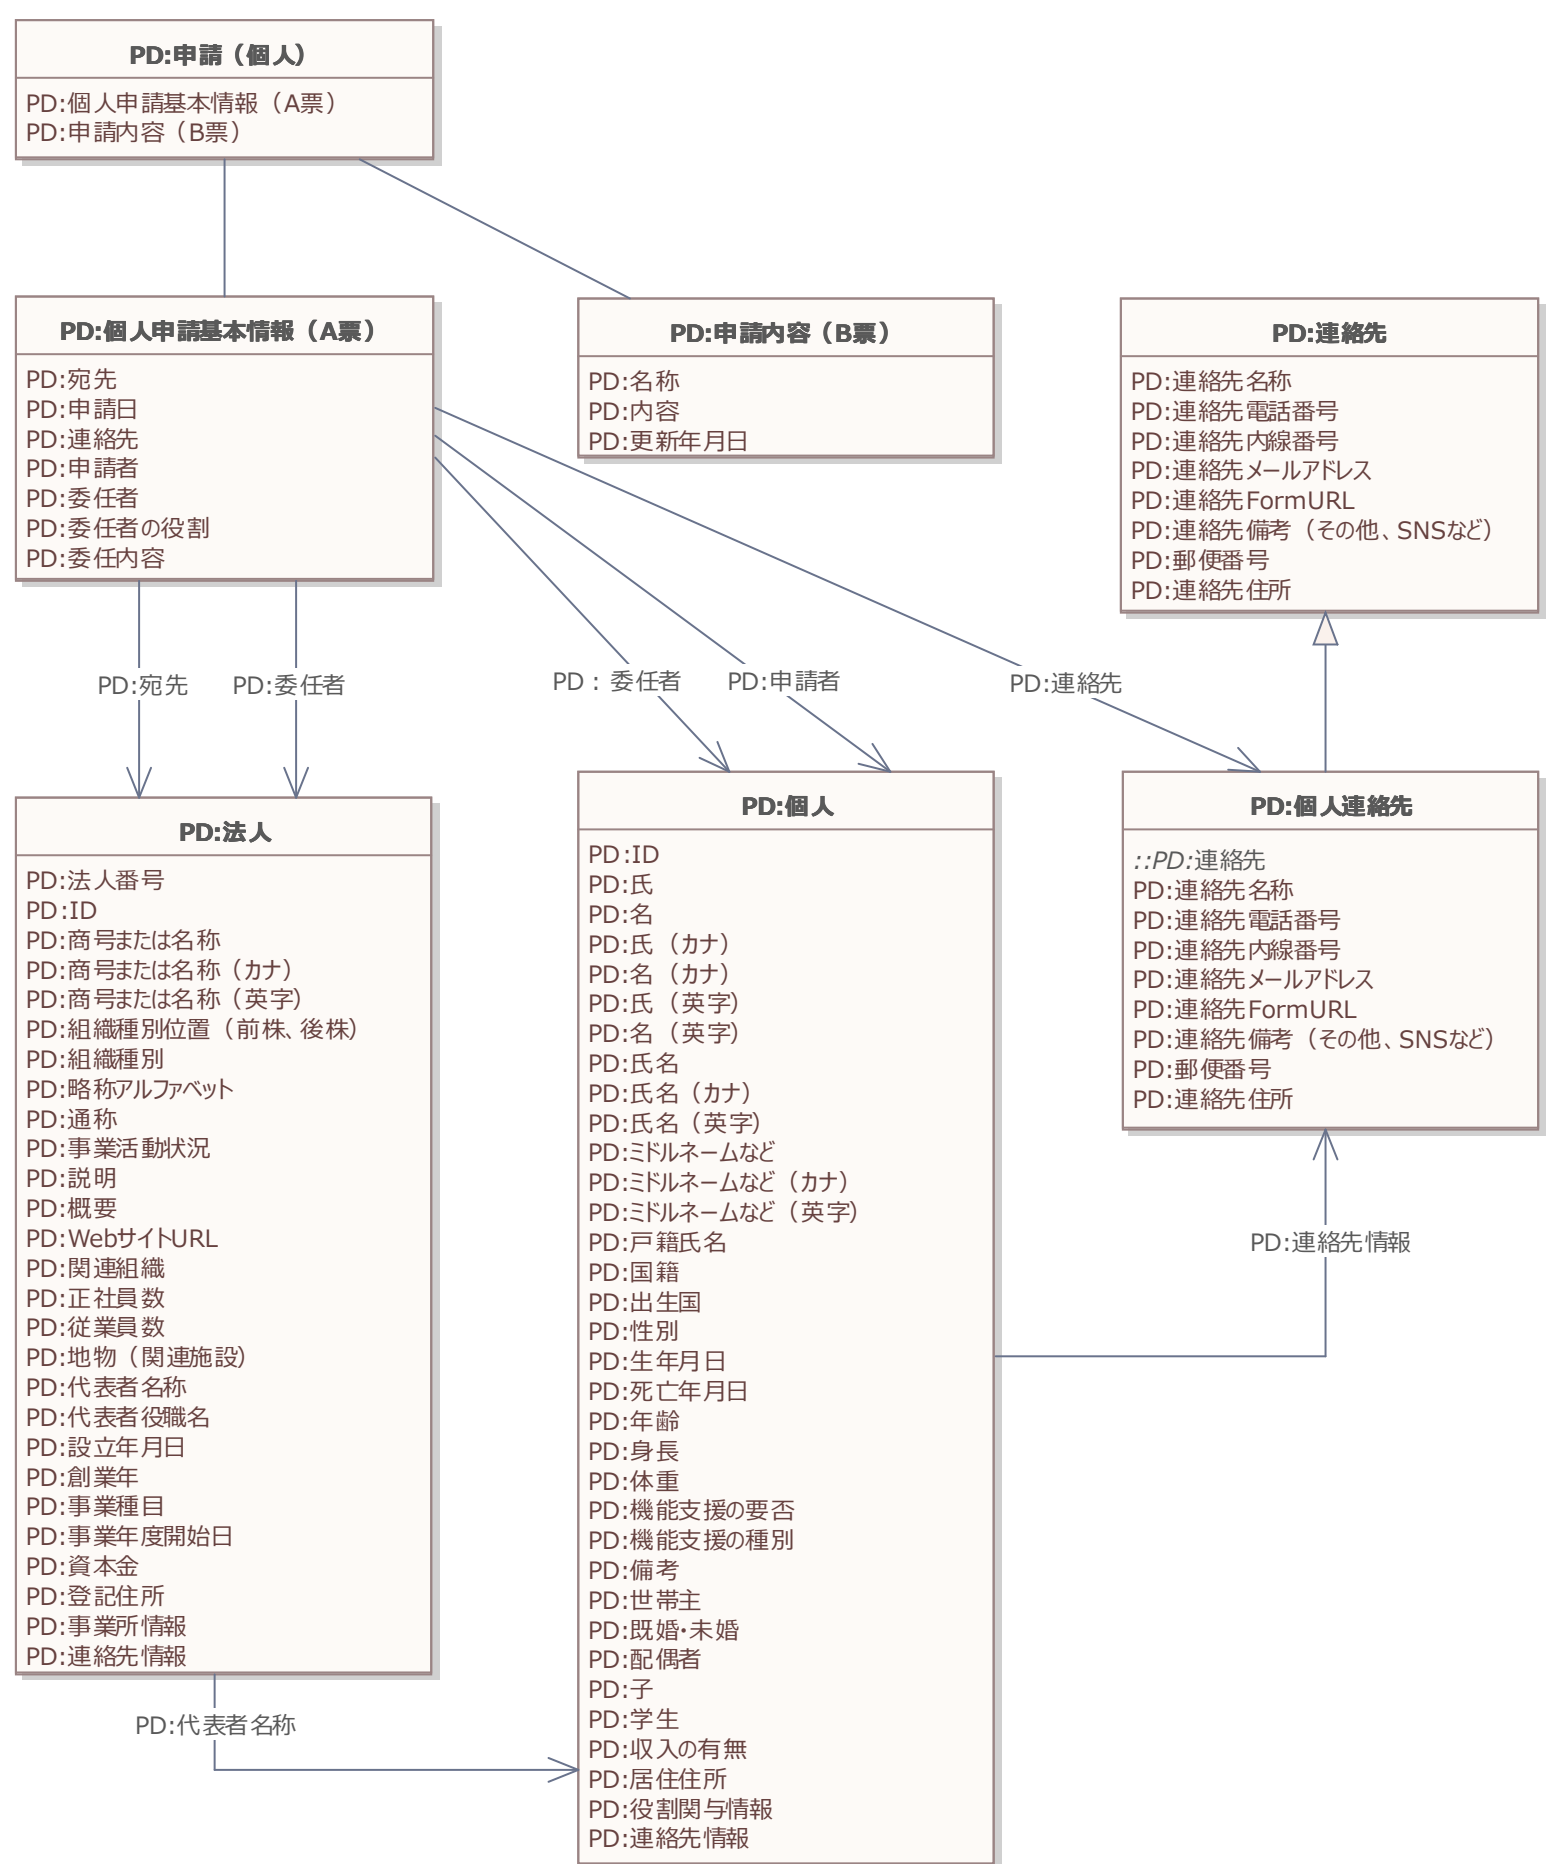 PD:申請（個人）
PD:個人申請基本情報（A票）
PD:申請内容（B票）
PD:個人申請基本情報（A票）
PD:宛先
PD:申請日
PD:連絡先
PD:申請者
PD:委任者
PD:委任者の役割
PD:委任内容
PD:申請内容（B票）
PD:名称
PD:内容
PD:更新年月日
PD:連絡先
PD:連絡先名称
PD:連絡先電話番号
PD:連絡先内線番号
PD:連絡先メールアドレス
PD:連絡先FormURL
PD:連絡先備考（その他、SNSなど）
PD:郵便番号
PD:連絡先住所
PD:宛先
PD:委任者
PD：委任者
PD:申請者
PD:連絡先
PD:法人
PD:法人番号
PD:ID
PD:商号または名称
PD:商号または名称（カナ）
PD:商号または名称（英字）
PD:組織種別位置（前株、後株）
PD:組織種別
PD:略称アルファベット
PD:通称
PD:事業活動状況
PD:説明
PD:概要
PD:WebサイトURL
PD:関連組織
PD:正社員数
PD:従業員数
PD:地物（関連施設）
PD:代表者名称
PD:代表者役職名
PD:設立年月日
PD:創業年
PD:事業種目
PD:事業年度開始日
PD:資本金
PD:登記住所
PD:事業所情報
PD:連絡先情報
PD:代表者名称
PD:個人
PD:ID
PD:氏
PD:名
PD:氏（カナ）
PD:名（カナ）
PD:氏（英字）
PD:名（英字）
PD:氏名
PD:氏名（カナ）
PD:氏名（英字）
PD:ミドルネームなど
PD:ミドルネームなど（カナ）
PD:ミドルネームなど（英字）
PD:戸籍氏名
PD:国籍
PD:出生国
PD:性別
PD:生年月日
PD:死亡年月日
PD:年齢
PD:身長
PD:体重
PD:機能支援の要否
PD:機能支援の種別
PD:備考
PD:世帯主
PD:既婚・未婚
PD:配偶者
PD:子
PD:学生
PD:収入の有無
PD:居住住所
PD:役割関与情報
PD:連絡先情報
PD:個人連絡先
::PD:連絡先
PD:連絡先名称
PD:連絡先電話番号
PD:連絡先内線番号
PD:連絡先メールアドレス
PD:連絡先FormURL
PD:連絡先備考（その他、SNSなど）
PD:郵便番号
PD:連絡先住所
PD:連絡先情報